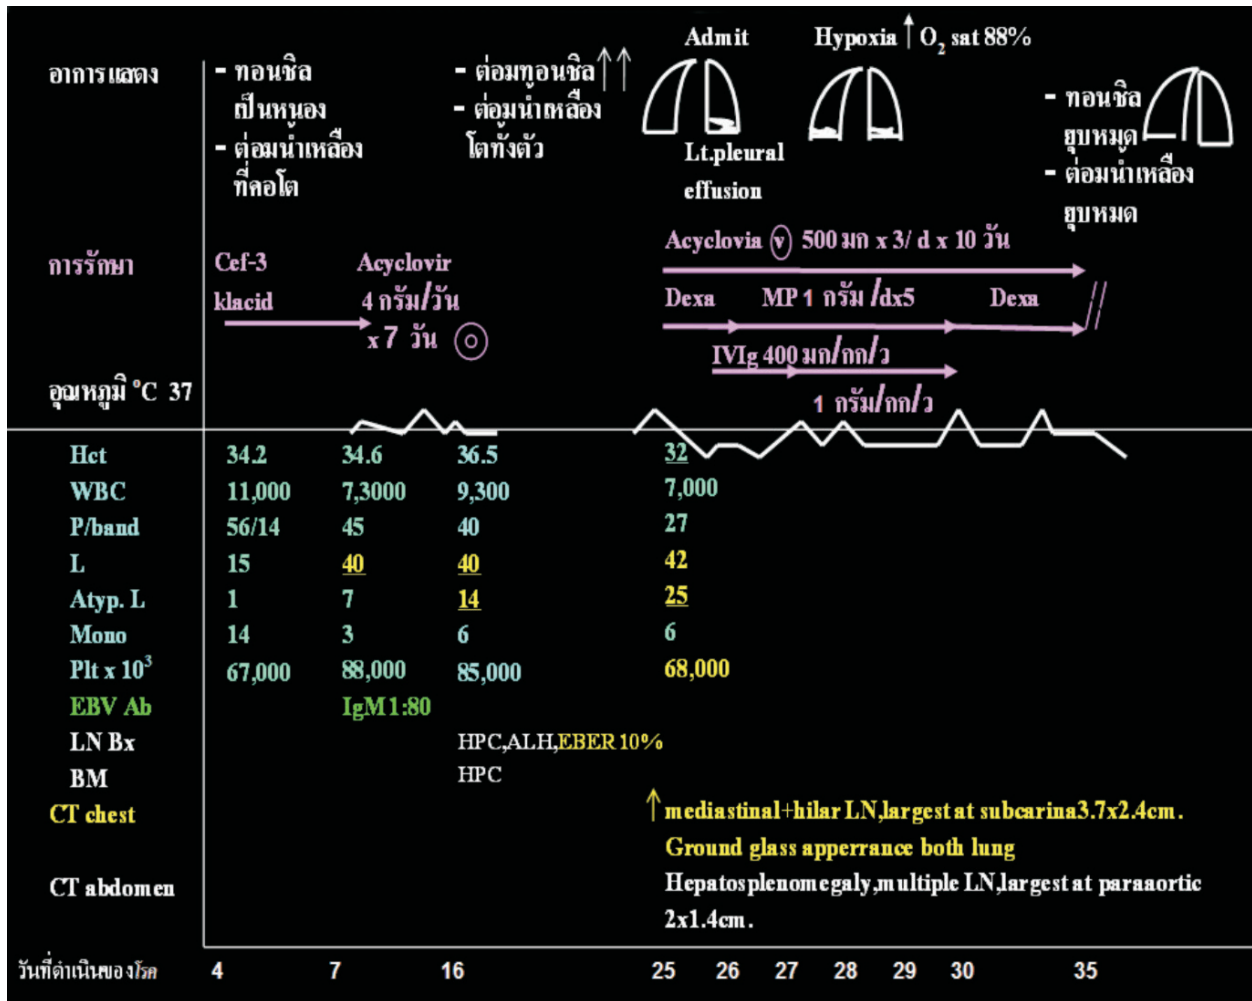 Admit Hypoxia ↑ O₂ sat 88%
อาการแสดง
- ทอนซิล
เป็นหนอง
- ต่อมน้ำเหลือง
ที่คอโต
- ต่อมทอนซิล ↑ ↑
- ต่อมน้ำเหลือง
โตทั้งตัว
Lt.pleural
effusion
- ทอนซิล
ยุบหมด
- ต่อมน้ำเหลือง
ยุบหมด
การรักษา
Cef-3
klacid
Acyclovir
4 กรัม/วัน
x 7 วัน O
Acyclovia v 500 มก x 3/ d x 10 วัน
Dexa MP 1 กรัม /dx5 Dexa
IVIg 400 มก/กก/ว
1 กรัม/กก/ว
อุณหภูมิ °C 37
Hct 34.2 34.6 36.5 32
WBC 11,000 7,3000 9,300 7,000
P/band 56/14 45 40 27
L 15 40 40 42
Atyp. L 1 7 14 25
Mono 14 3 6 6
Plt x 10³ 67,000 88,000 85,000 68,000
EBV Ab IgM 1:80
LN Bx HPC,ALH,EBER 10%
BM HPC
CT chest ↑ mediastinal+hilar LN,largest at subcarina3.7x2.4cm.
Ground glass apperrance both lung
CT abdomen Hepatosplenomegaly,multiple LN,largest at paraaortic
2x1.4cm.
วันที่ดำเนินของโรค 4 7 16 25 26 27 28 29 30 35